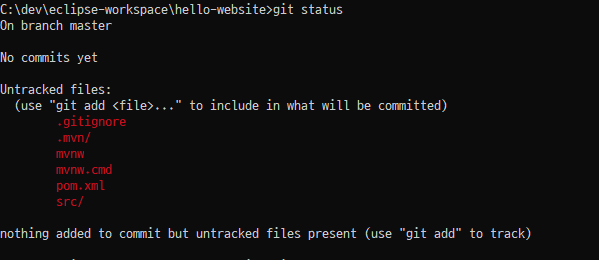 C:\dev\eclipse-workspace\hello-website>git status
On branch master
No commits yet
Untracked files:
(use "git add <file>..." to include in what will be committed)
.gitignore
.mvn/
mvnw
mvnw.cmd
pom.xml
src/
nothing added to commit but untracked files present (use "git add" to track)